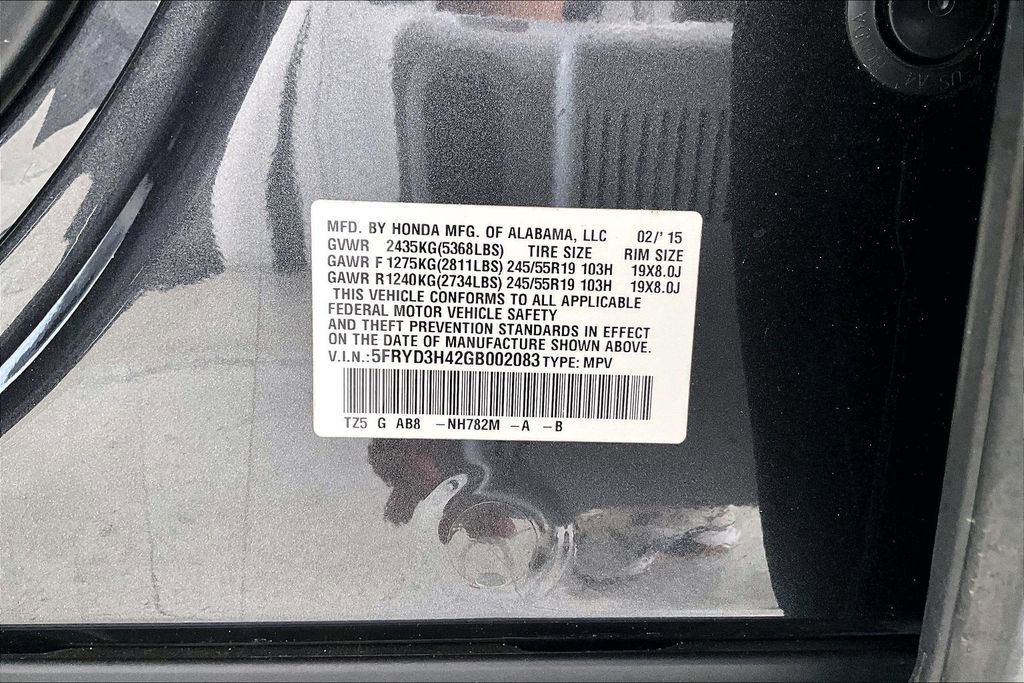 MFD. BY HONDA MFG. OF ALABAMA, LLC 02/' 15
GVWR 2435KG(5368LBS) TIRE SIZE RIM SIZE
GAWR F 1275KG(2811LBS) 245/55R19 103H 19X8.0J
GAWR R1240KG(2734LBS) 245/55R19 103H 19X8.0J
THIS VEHICLE CONFORMS TO ALL APPLICABLE
FEDERAL MOTOR VEHICLE SAFETY
AND THEFT PREVENTION STANDARDS IN EFFECT
ON THE DATE OF MANUFACTURE SHOWN ABOVE.
V.I.N.:5FRYD3H42GB002083 TYPE: MPV
TZ5 G AB8 -NH782M -A -B